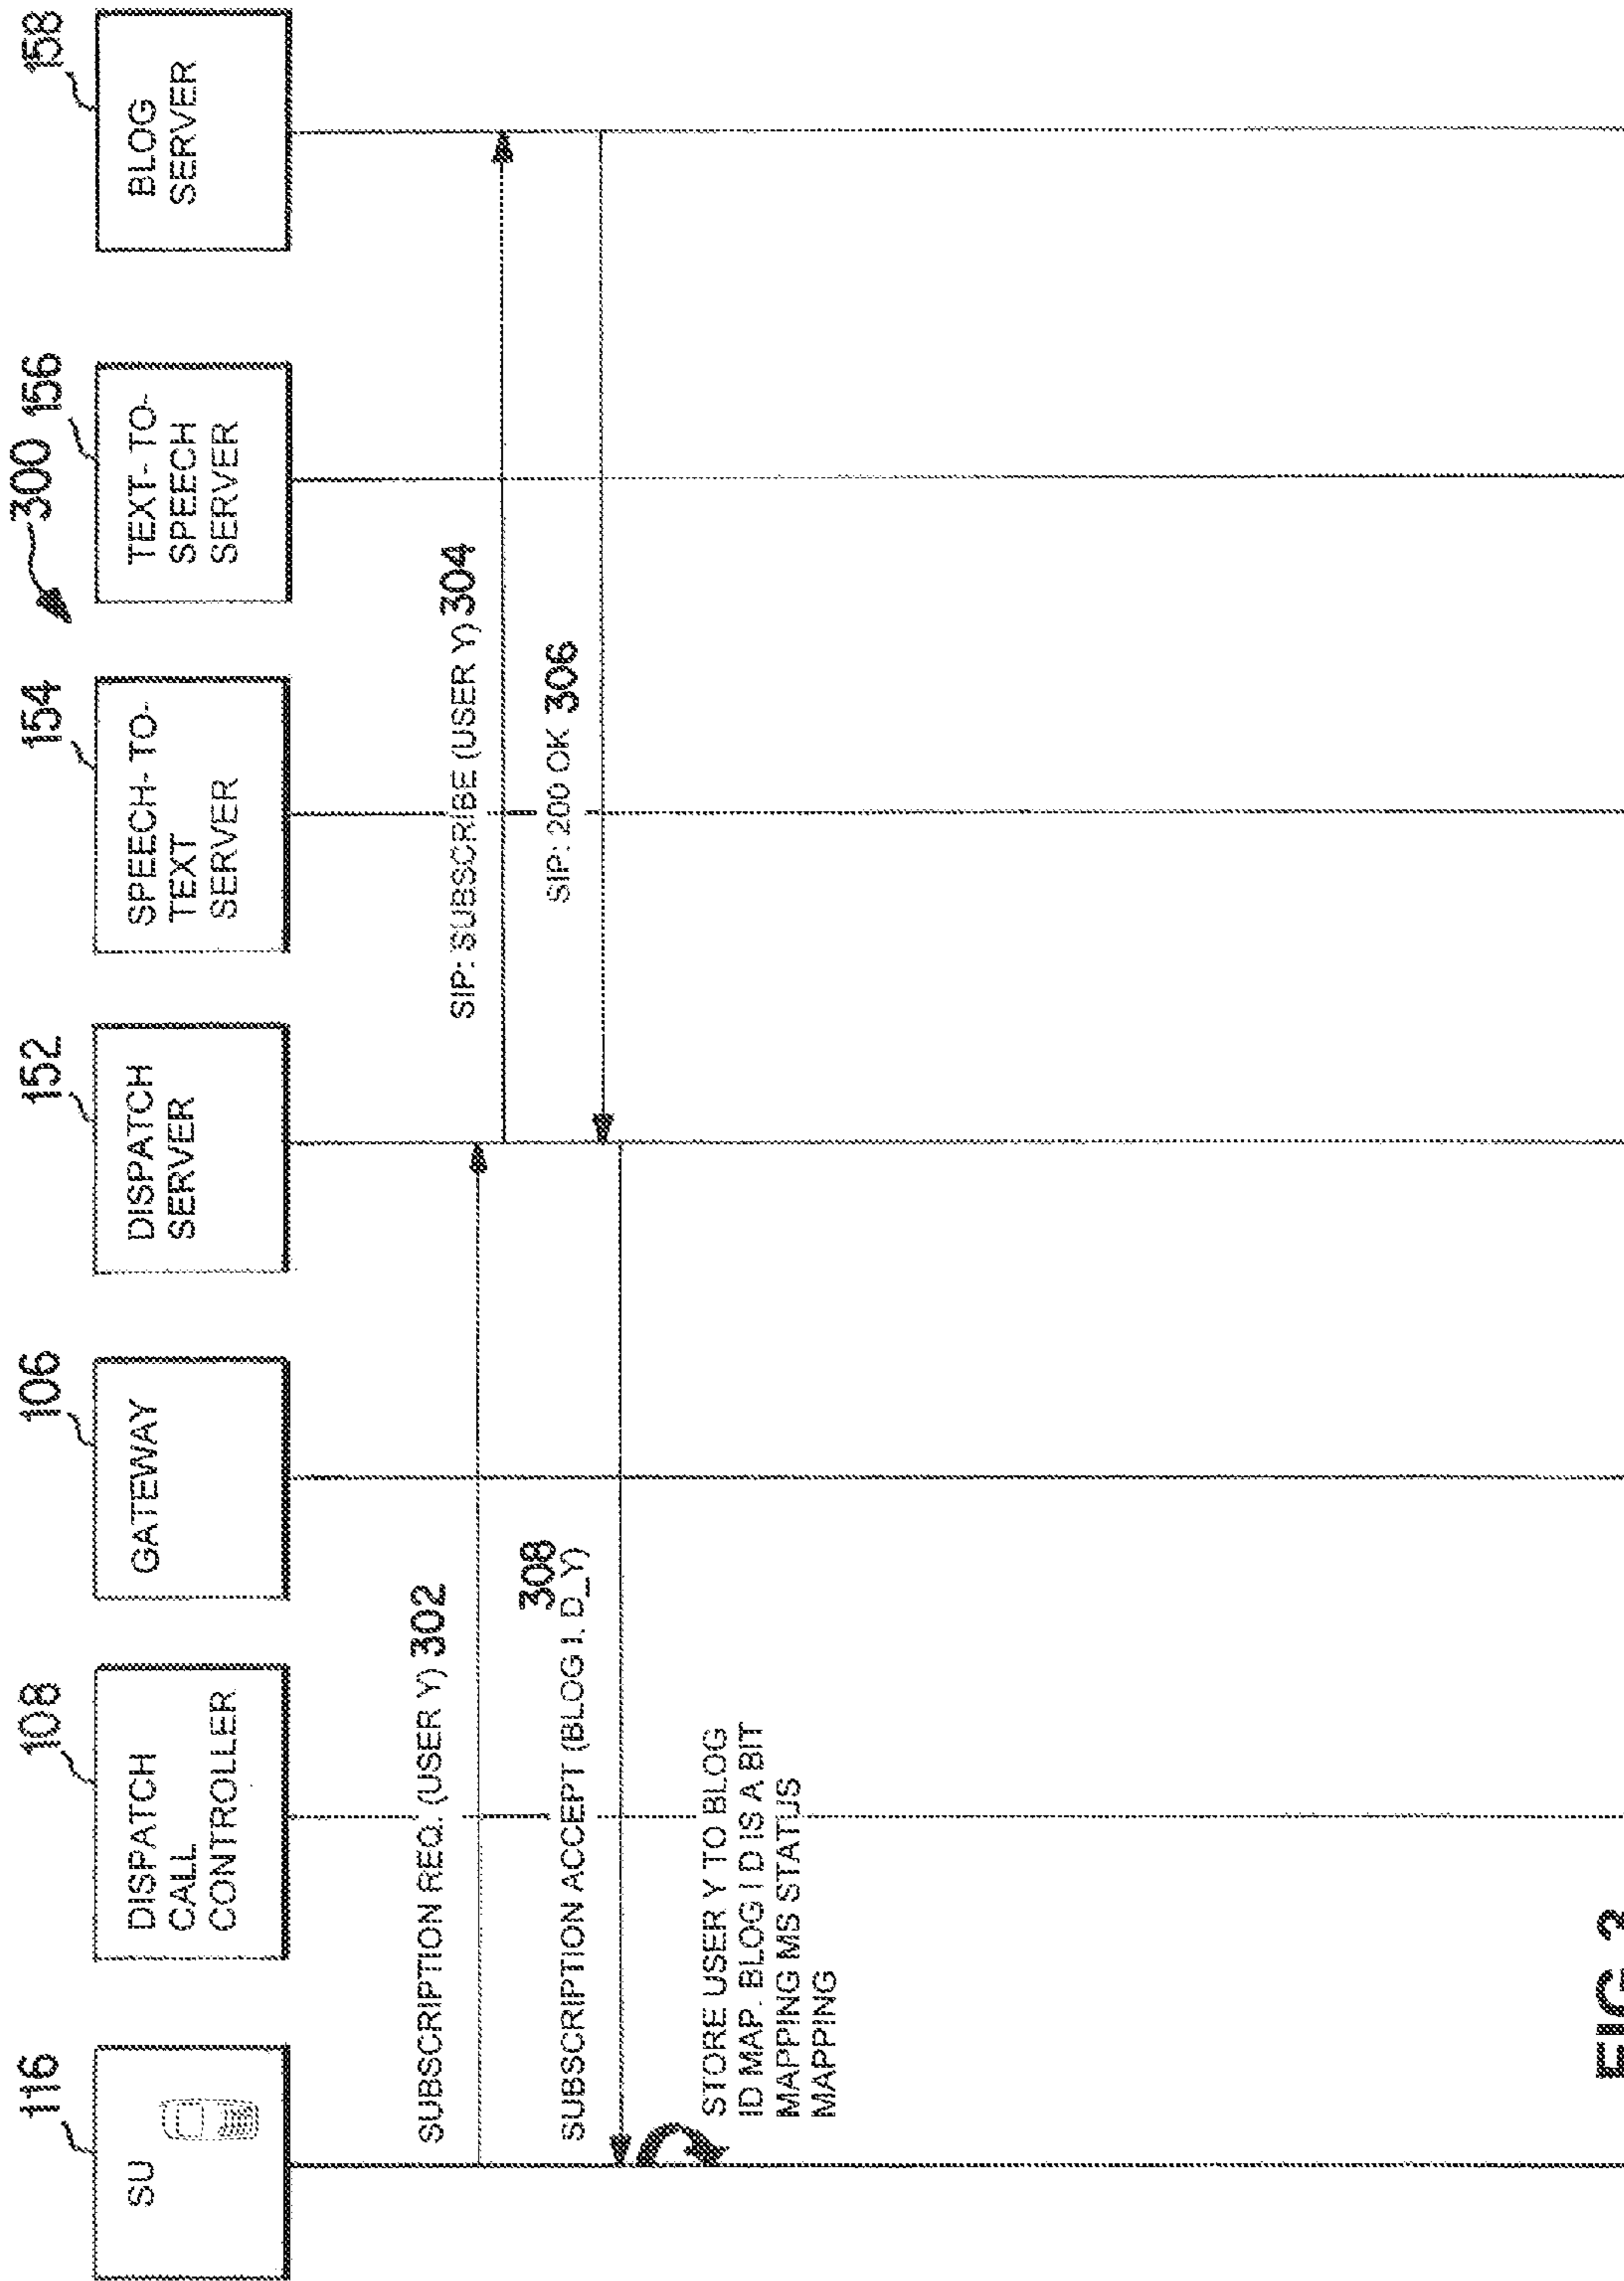 300
116
108
106
152
154
156
158
SU
DISPATCH
CALL
CONTROLLER
GATEWAY
DISPATCH
SERVER
SPEECH- TO-
TEXT
SERVER
TEXT- TO-
SPEECH
SERVER
BLOG
SERVER
SUBSCRIPTION REQ. (USER Y) 302
SIP: SUBSCRIBE (USER Y) 304
SIP: 200 OK 306
308
SUBSCRIPTION ACCEPT (BLOG I. D_Y)
STORE USER Y TO BLOG
ID MAP. BLOG I D IS A BIT
MAPPING MS STATUS
MAPPING